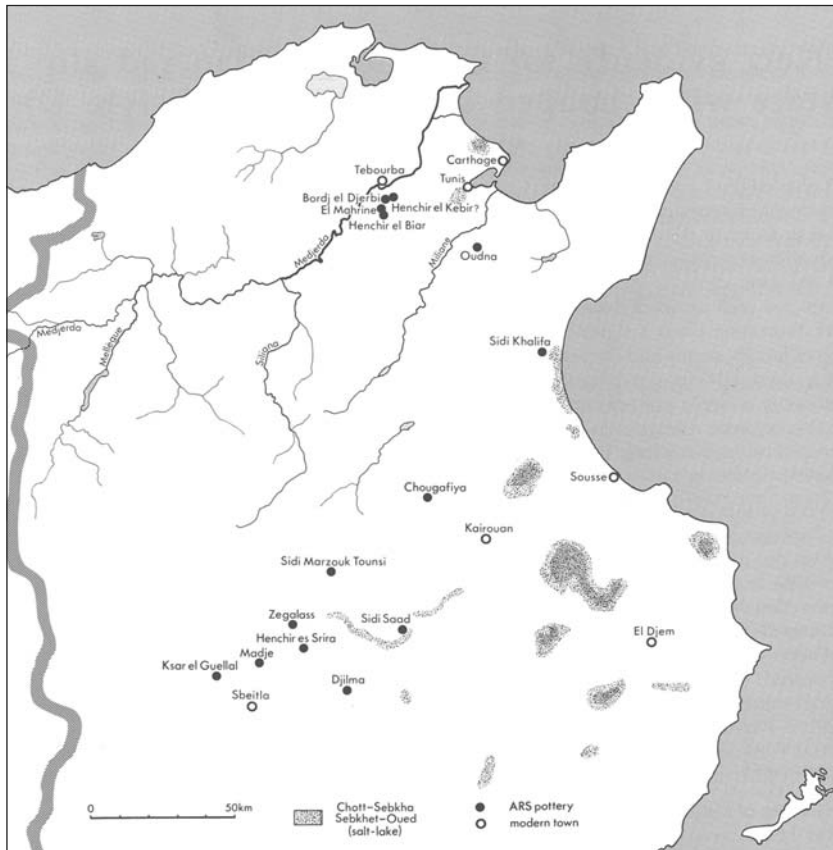 Carthage
Tebourba
Tunis
Bordj el Djerbi
El Mahrine
Henchir el Kebir?
Henchir el Biar
Medjerda
Miliane
Oudna
Medjerda
Mellegue
Siliana
Sidi Khalifa
Chougafiya
Sousse
Kairouan
Sidi Marzouk Tounsi
Zegalass
Sidi Saad
Henchir es Srira
El Djem
Madje
Ksar el Guellal
Djilma
Sbeitla
0
50km
Chott–Sebkha
Sebkhet–Oued
(salt-lake)
ARS pottery
modern town